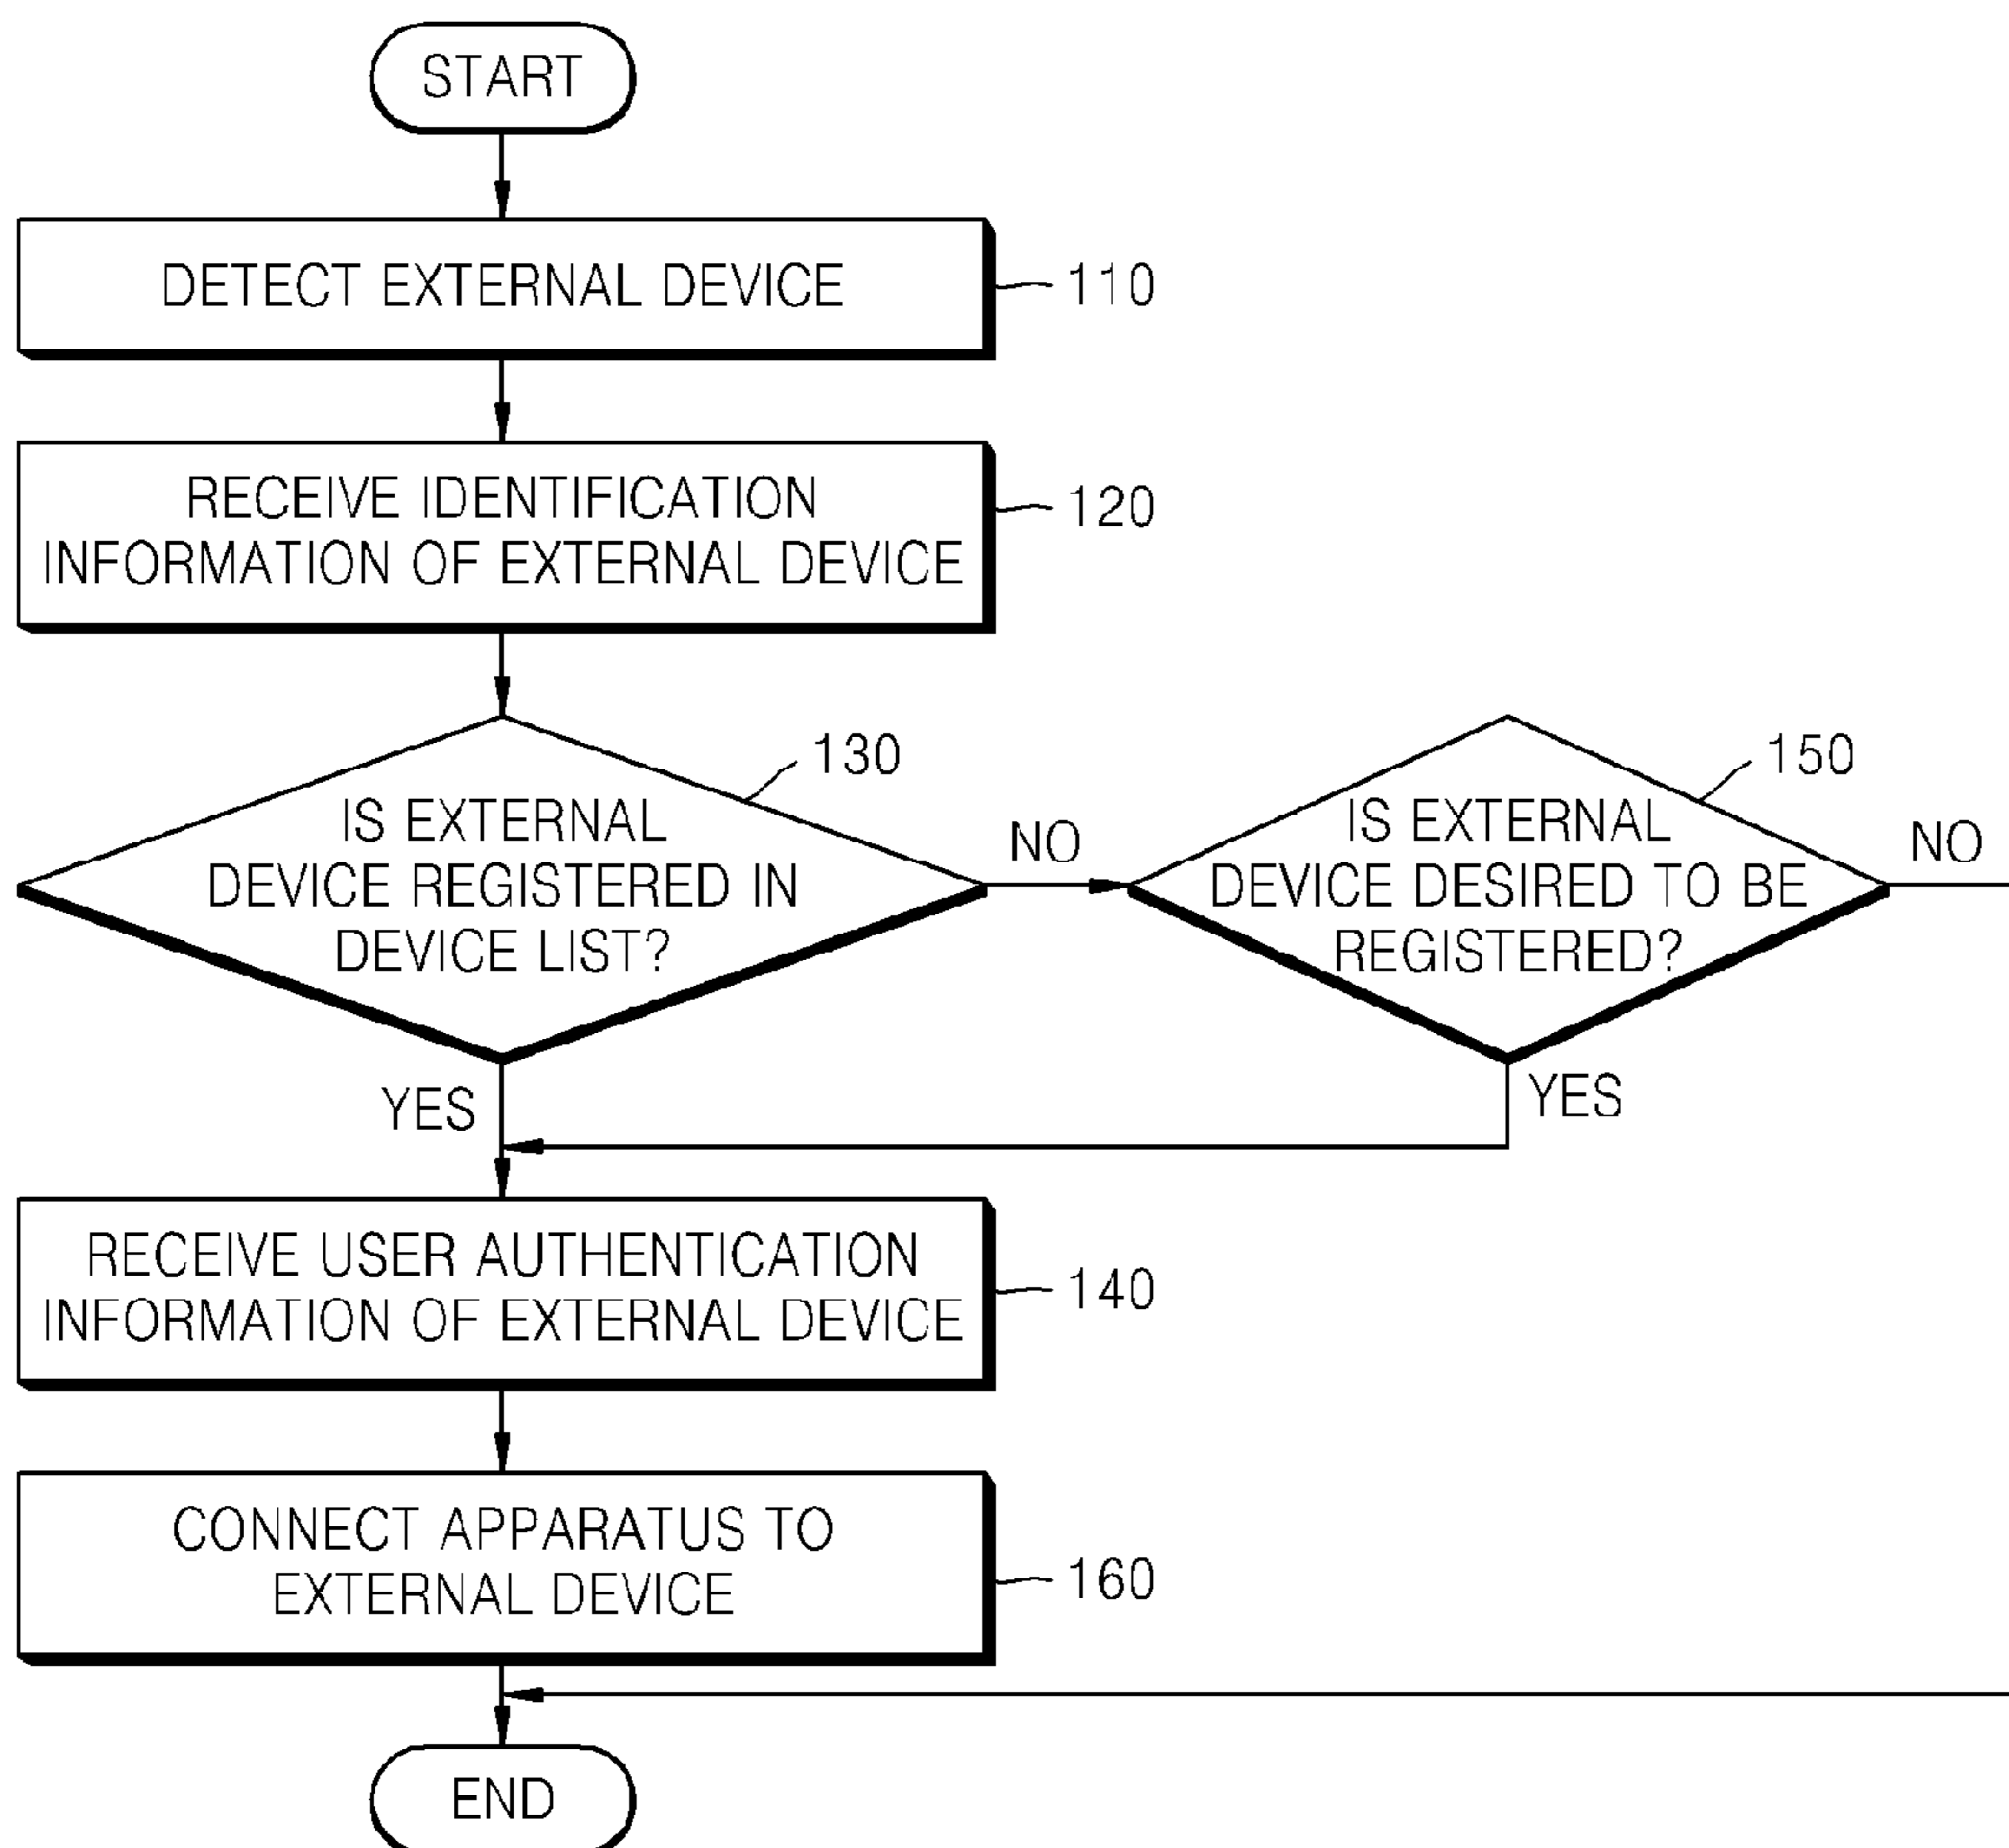 START
DETECT EXTERNAL DEVICE
110
RECEIVE IDENTIFICATION
INFORMATION OF EXTERNAL DEVICE
120
130
IS EXTERNAL
DEVICE REGISTERED IN
DEVICE LIST?
NO
150
IS EXTERNAL
DEVICE DESIRED TO BE
REGISTERED?
NO
YES
YES
RECEIVE USER AUTHENTICATION
INFORMATION OF EXTERNAL DEVICE
140
CONNECT APPARATUS TO
EXTERNAL DEVICE
160
END